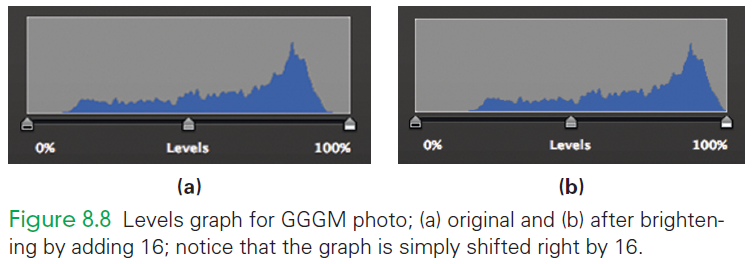 0% Levels 100%
0% Levels 100%
(a)
(b)
Figure 8.8 Levels graph for GGGM photo; (a) original and (b) after brighten-
ing by adding 16; notice that the graph is simply shifted right by 16.